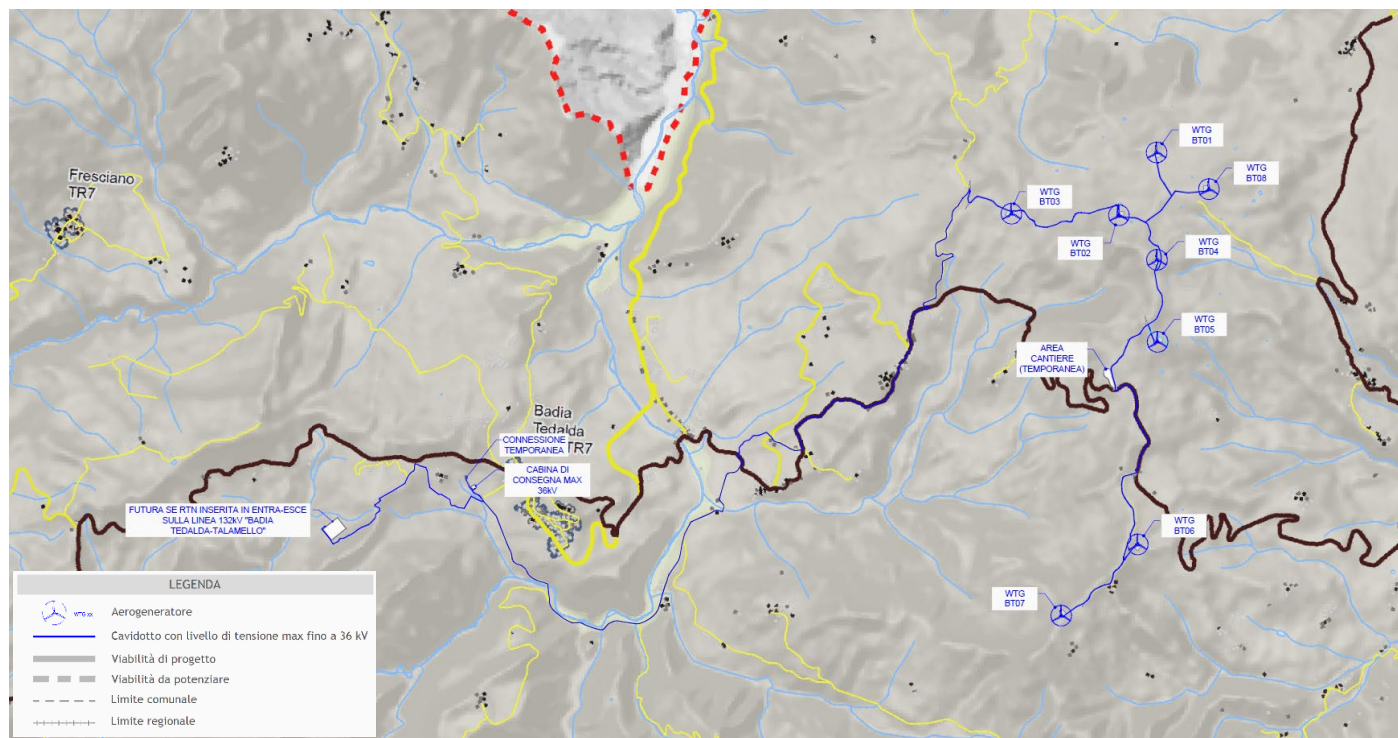 WTG
BT01
WTG
BT08
Fresciano
TR7
WTG
BT03
WTG
BT02
WTG
BT04
WTG
BT05
AREA
CANTIERE
(TEMPORANEA)
Badia
Tedalda
TR7
CONNESSIONE
TEMPORANEA
CABINA DI
CONSEGNA MAX
36kV
FUTURA SE RTN INSERITA IN ENTRA-ESCE
SULLA LINEA 132kV "BADIA
TEDALDA-TALAMELLO"
WTG
BT06
WTG
BT07
LEGENDA
WTG xx
Aerogeneratore
Cavidotto con livello di tensione max fino a 36 kV
Viabilità di progetto
Viabilità da potenziare
Limite comunale
Limite regionale